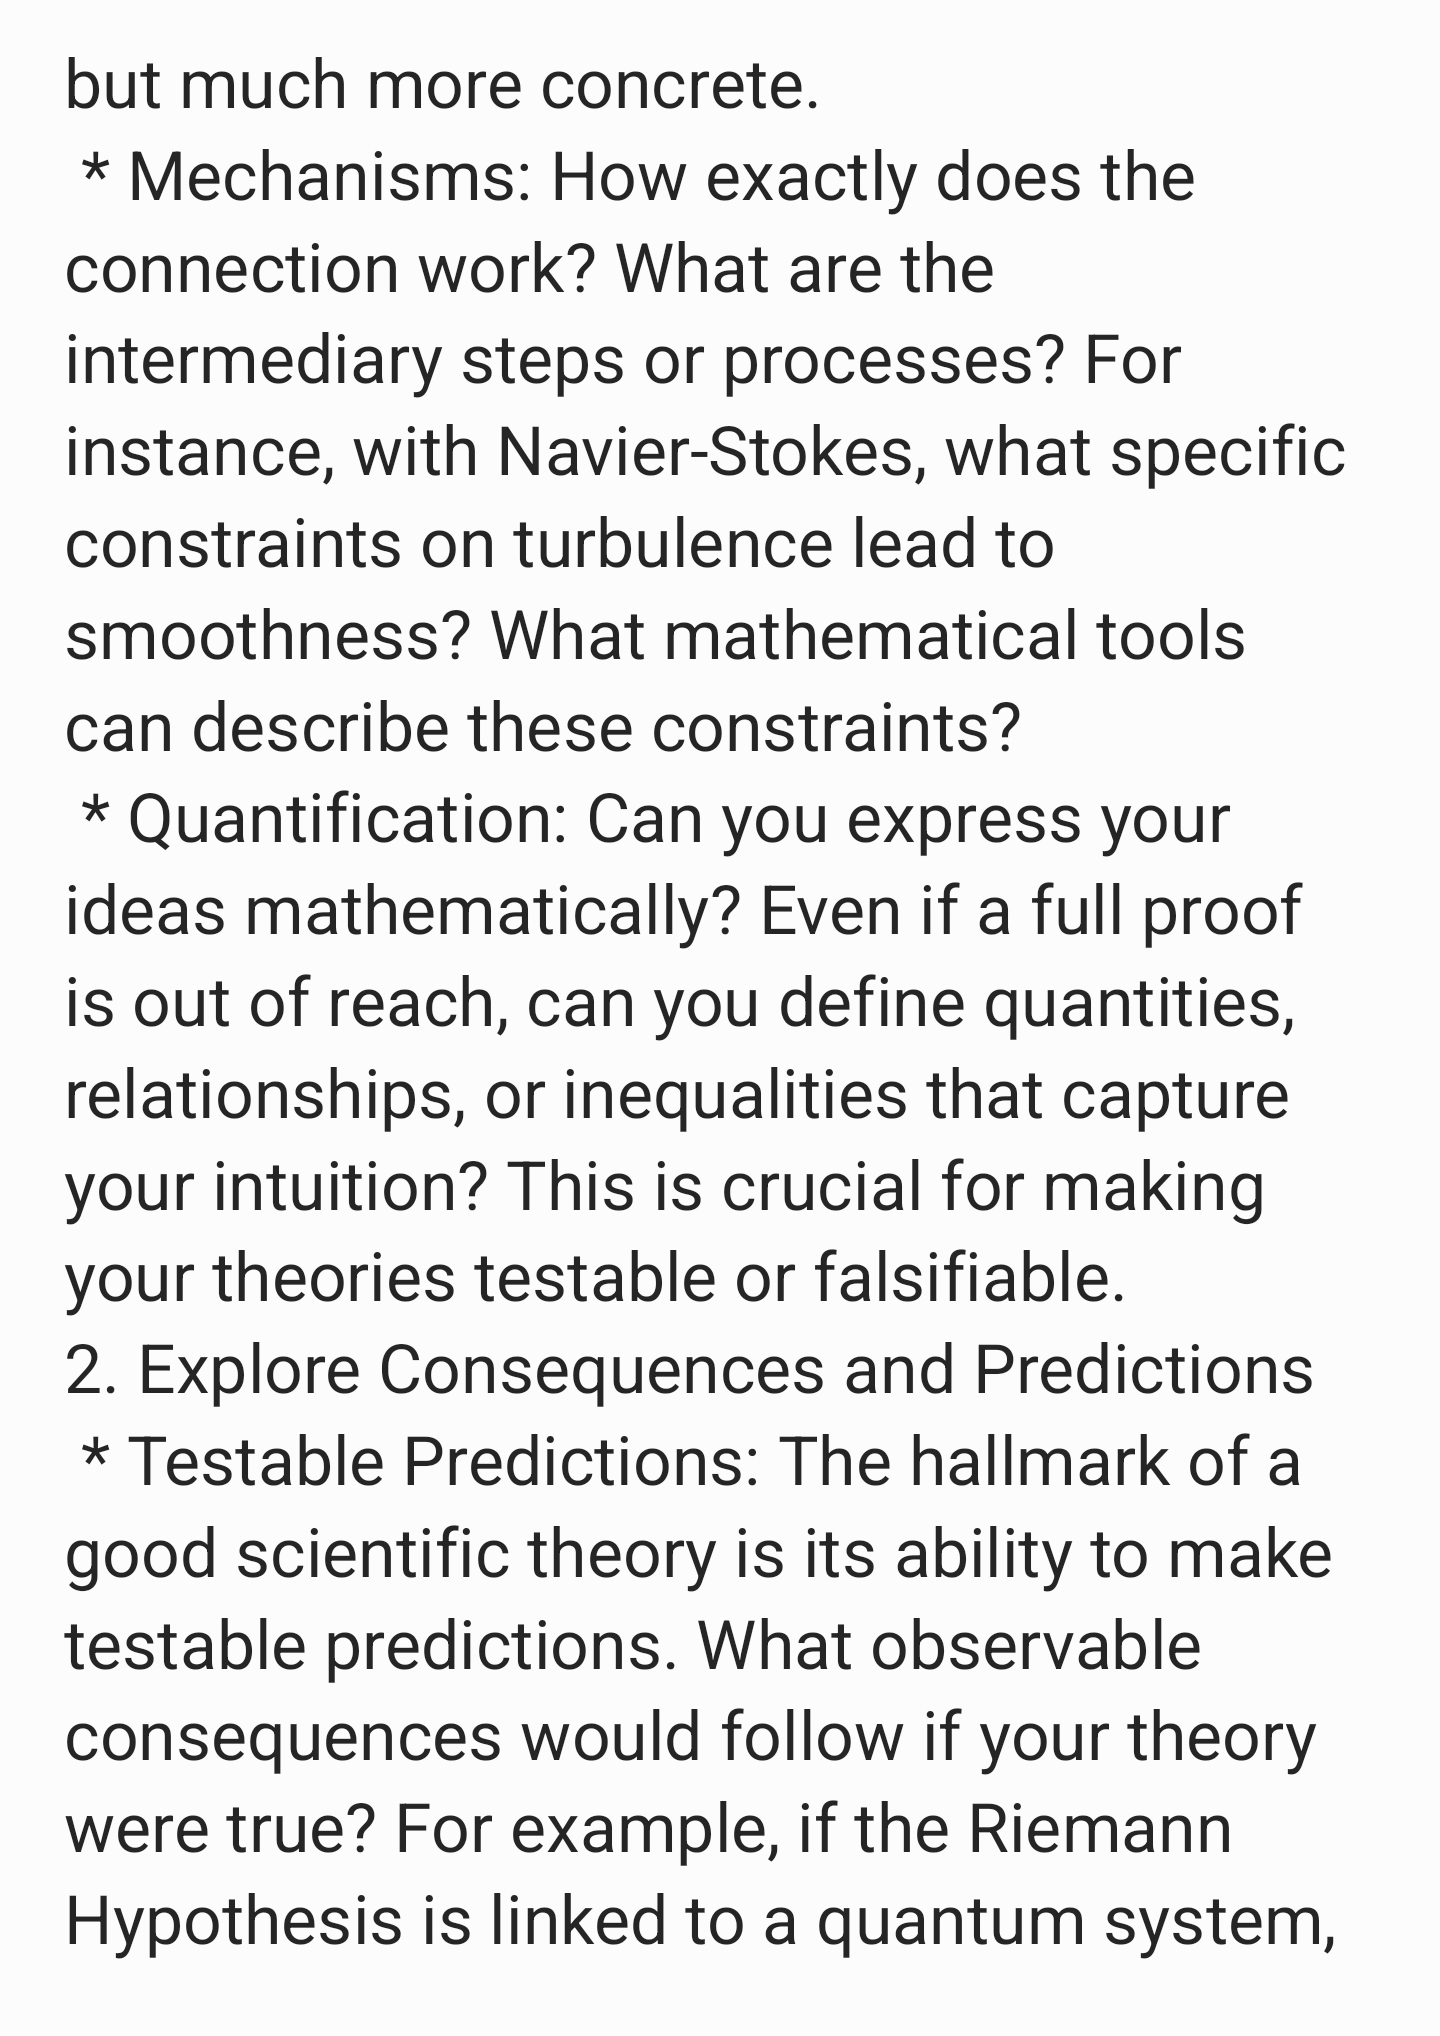 but much more concrete.
* Mechanisms: How exactly does the
connection work? What are the
intermediary steps or processes? For
instance, with Navier-Stokes, what specific
constraints on turbulence lead to
smoothness? What mathematical tools
can describe these constraints?
* Quantification: Can you express your
ideas mathematically? Even if a full proof
is out of reach, can you define quantities,
relationships, or inequalities that capture
your intuition? This is crucial for making
your theories testable or falsifiable.
2. Explore Consequences and Predictions
* Testable Predictions: The hallmark of a
good scientific theory is its ability to make
testable predictions. What observable
consequences would follow if your theory
were true? For example, if the Riemann
Hypothesis is linked to a quantum system,